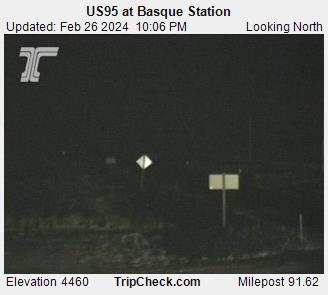 US95 at Basque Station
Updated: Feb 26 2024 10:06 PM Looking North
Elevation 4460 TripCheck.com Milepost 91.62